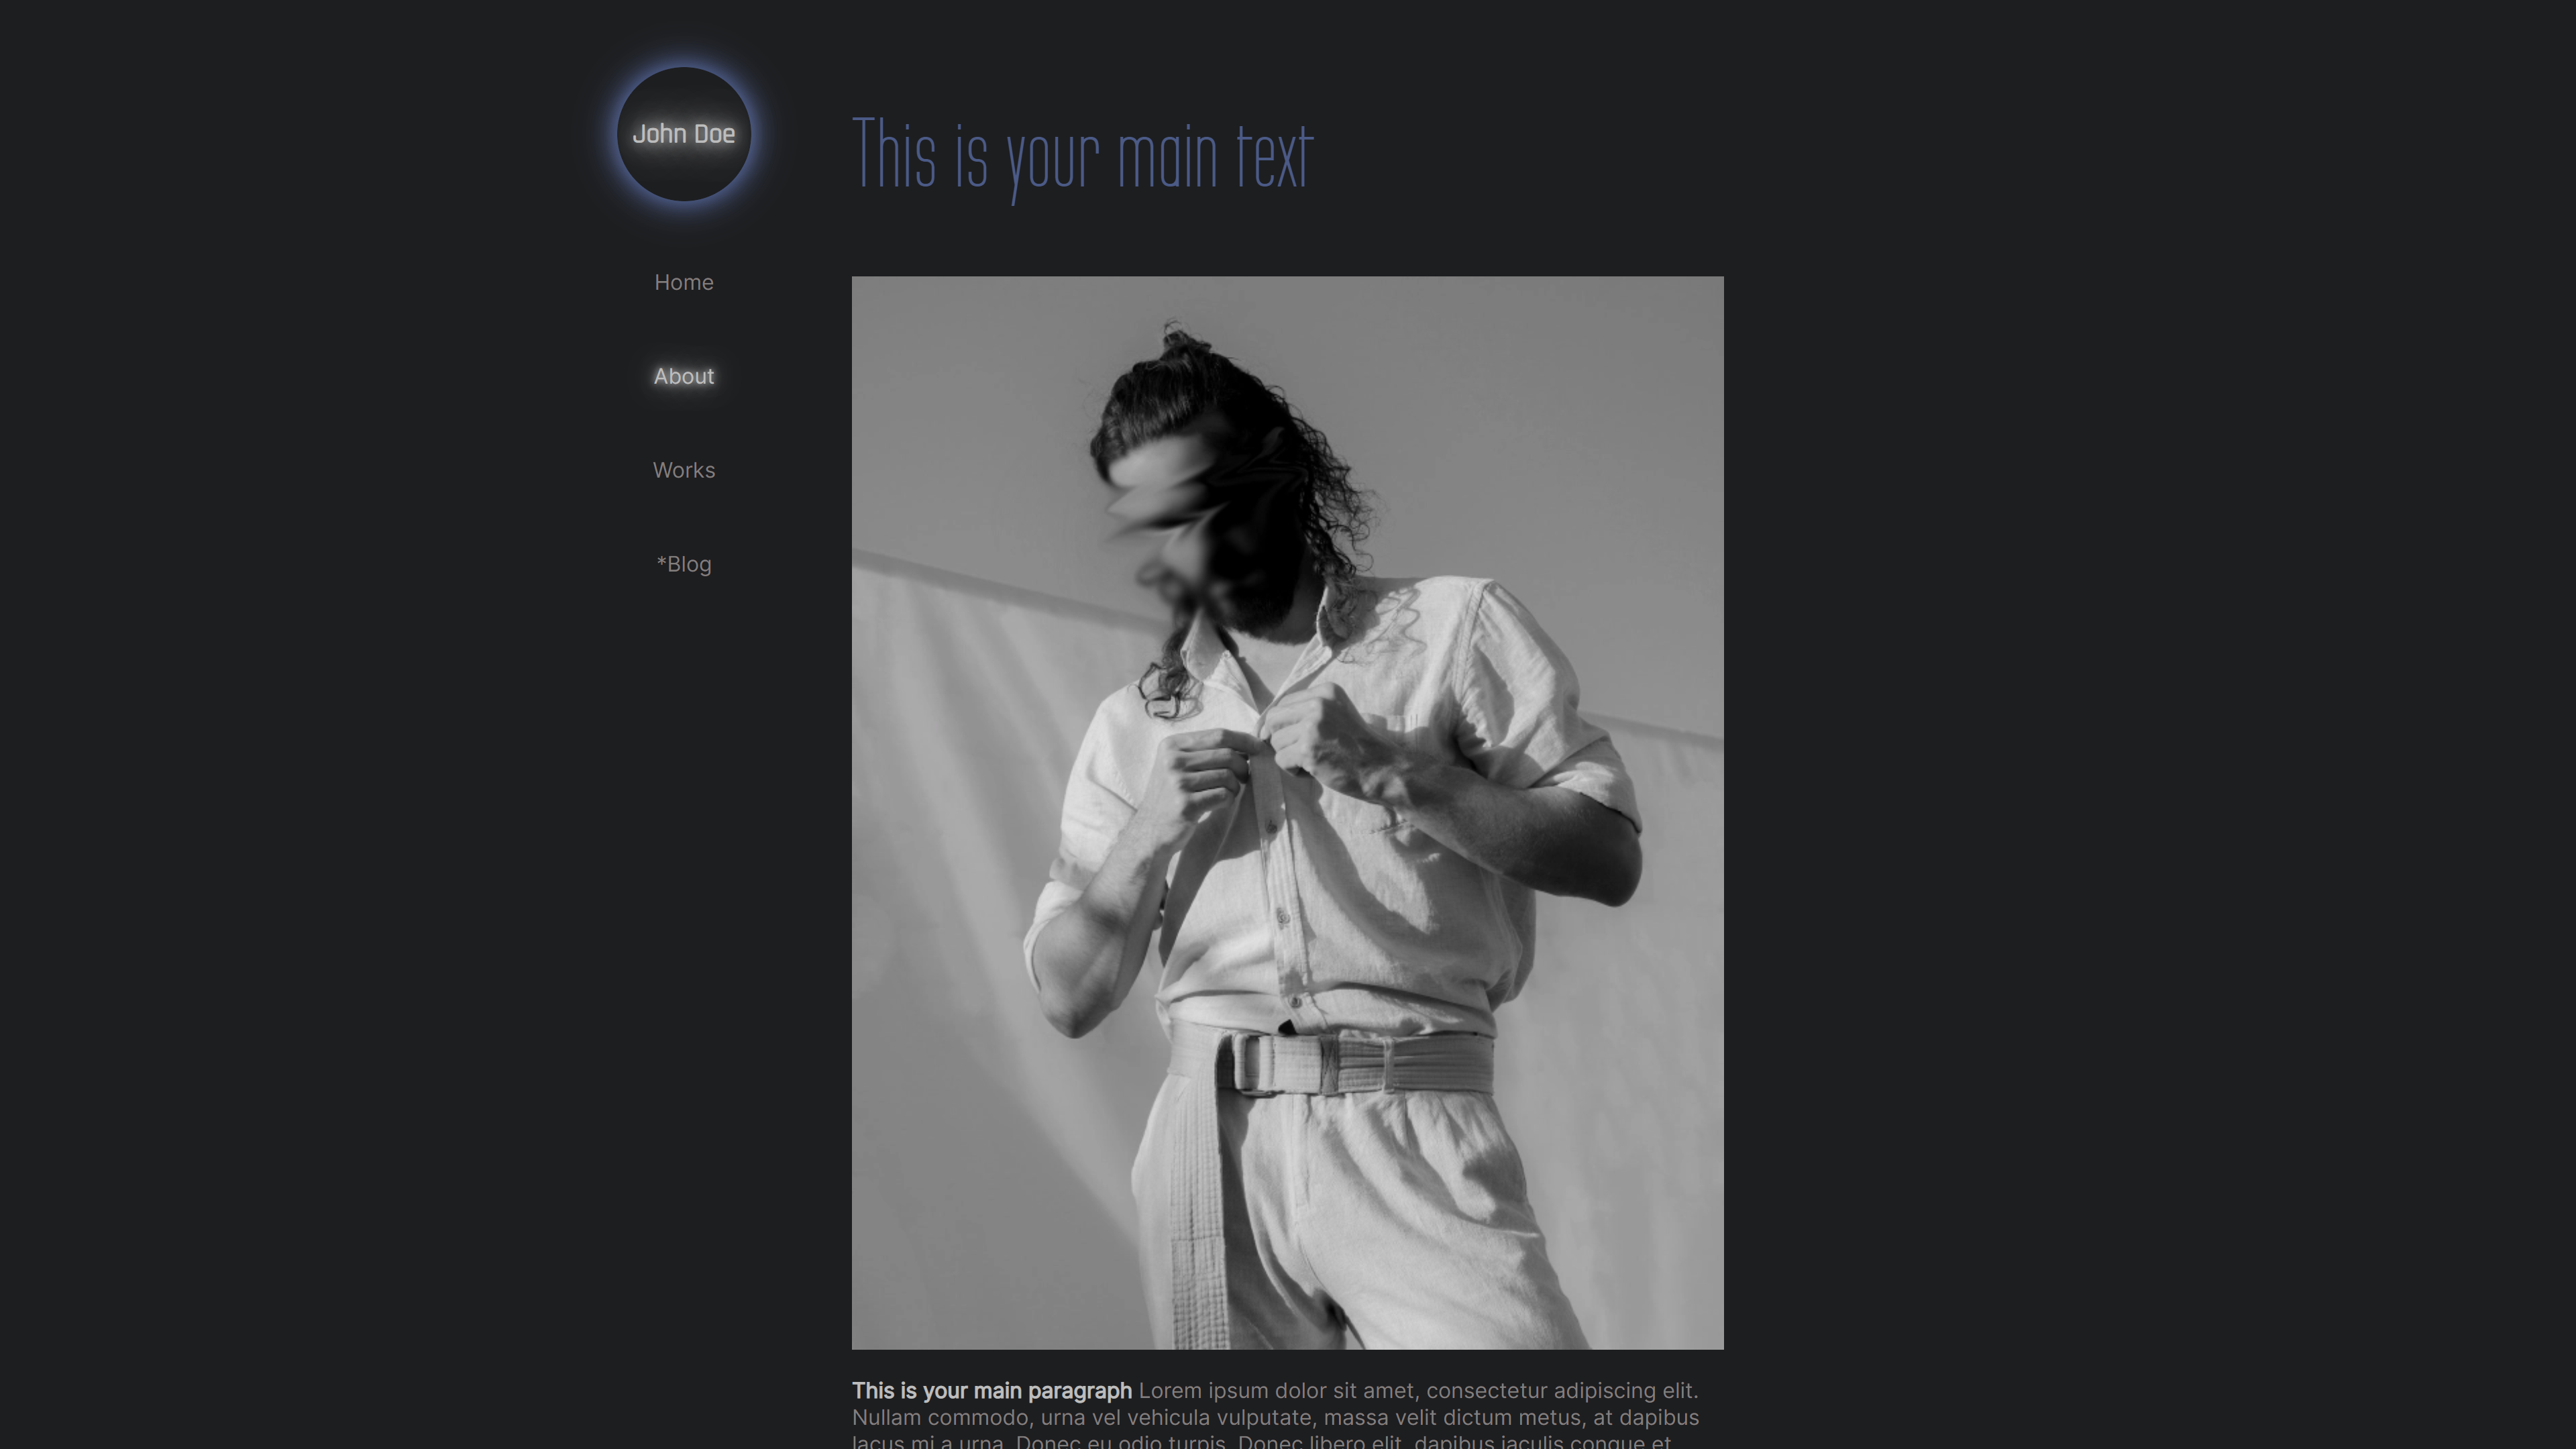 John Doe
Home
About
Works
*Blog
This is your main text
This is your main paragraph Lorem ipsum dolor sit amet, consectetur adipiscing elit.
Nullam commodo, urna vel vehicula vulputate, massa velit dictum metus, at dapibus
lacus mi a urna. Donec eu odio turpis. Donec libero elit, dapibus iaculis congue et